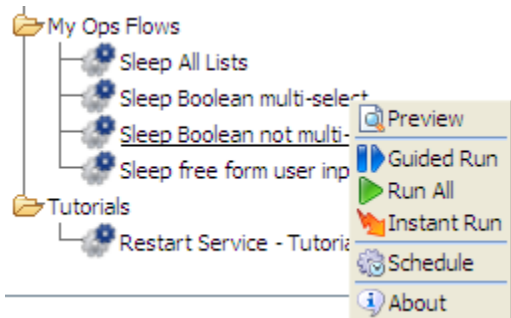 My Ops Flows
Sleep All Lists
Sleep Boolean multi-select
Sleep Boolean not multi-
Sleep free form user inp
Tutorials
Restart Service - Tutoria
Preview
Guided Run
Run All
Instant Run
Schedule
About